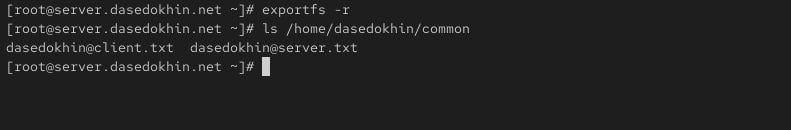 [root@server.dasedokhin.net ~]# exportfs -r
[root@server.dasedokhin.net ~]# ls /home/dasedokhin/common
dasedokhin@client.txt  dasedokhin@server.txt
[root@server.dasedokhin.net ~]#